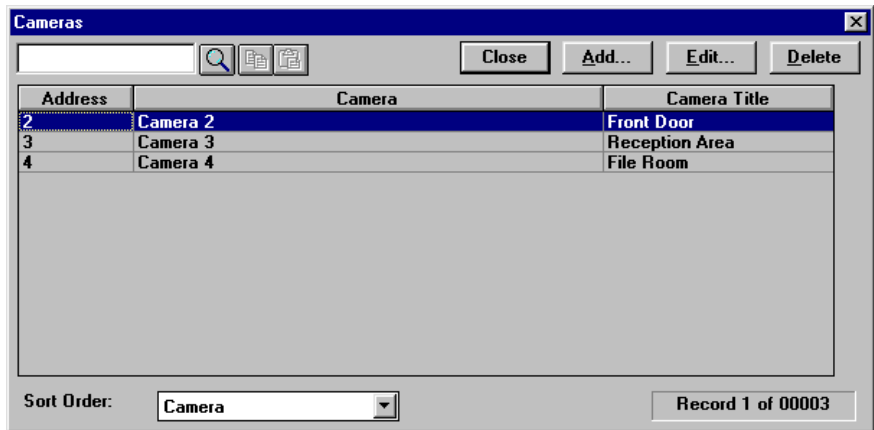 Cameras
Close Add... Edit... Delete
Address Camera Camera Title
2 Camera 2 Front Door
3 Camera 3 Reception Area
4 Camera 4 File Room
Sort Order: Camera Record 1 of 00003